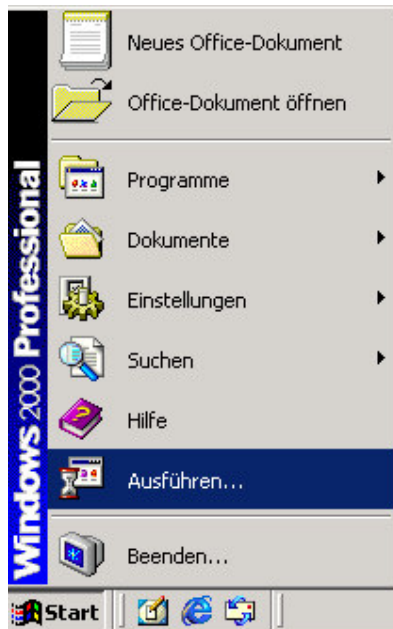 Neues Office-Dokument
Office-Dokument öffnen
Programme
Dokumente
Einstellungen
Suchen
Hilfe
Ausführen...
Beenden...
Windows 2000 Professional
Start